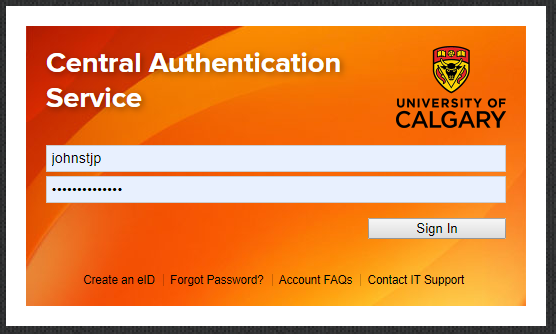 Central Authentication
Service
UNIVERSITY OF
CALGARY
johnstjp
••••••••••••••
Sign In
Create an eID | Forgot Password? | Account FAQs | Contact IT Support